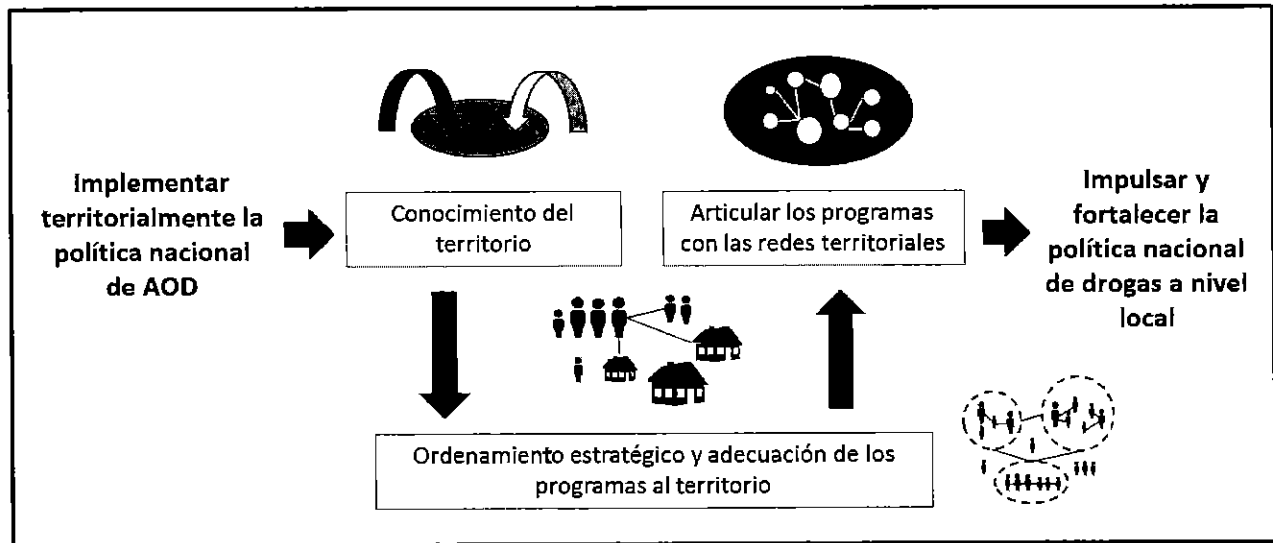 Implementar
territorialmente la
política nacional
de AOD
Conocimiento del
territorio
Ordenamiento estratégico y adecuación de los
programas al territorio
Articular los programas
con las redes territoriales
Impulsar y
fortalecer la
política nacional
de drogas a nivel
local